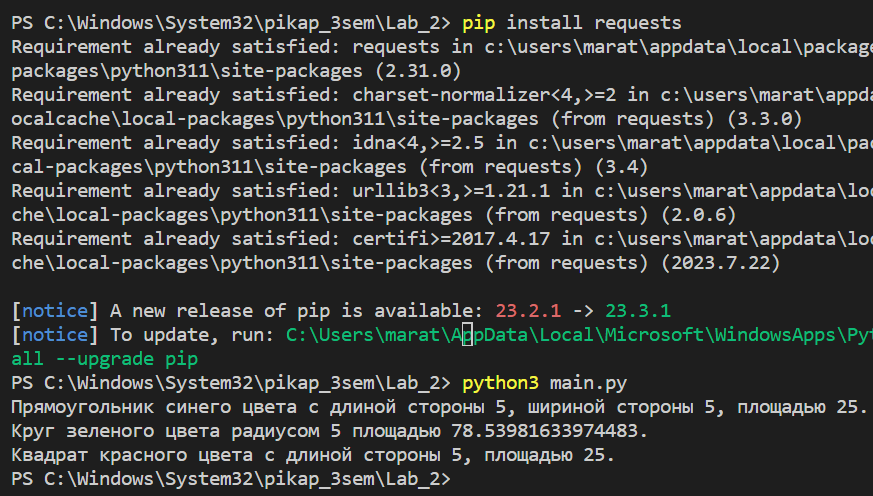 PS C:\Windows\System32\pikap_3sem\Lab_2> pip install requests
Requirement already satisfied: requests in c:\users\marat\appdata\local\package
packages\python311\site-packages (2.31.0)
Requirement already satisfied: charset-normalizer<4,>=2 in c:\users\marat\appda
ocalcache\local-packages\python311\site-packages (from requests) (3.3.0)
Requirement already satisfied: idna<4,>=2.5 in c:\users\marat\appdata\local\pac
cal-packages\python311\site-packages (from requests) (3.4)
Requirement already satisfied: urllib3<3,>=1.21.1 in c:\users\marat\appdata\loc
che\local-packages\python311\site-packages (from requests) (2.0.6)
Requirement already satisfied: certifi>=2017.4.17 in c:\users\marat\appdata\loc
che\local-packages\python311\site-packages (from requests) (2023.7.22)
[notice] A new release of pip is available: 23.2.1 -> 23.3.1
[notice] To update, run: C:\Users\marat\AppData\Local\Microsoft\WindowsApps\Pyt
all --upgrade pip
PS C:\Windows\System32\pikap_3sem\Lab_2> python3 main.py
Прямоугольник синего цвета с длиной стороны 5, шириной стороны 5, площадью 25.
Круг зеленого цвета радиусом 5 площадью 78.53981633974483.
Квадрат красного цвета с длиной стороны 5, площадью 25.
PS C:\Windows\System32\pikap_3sem\Lab_2>